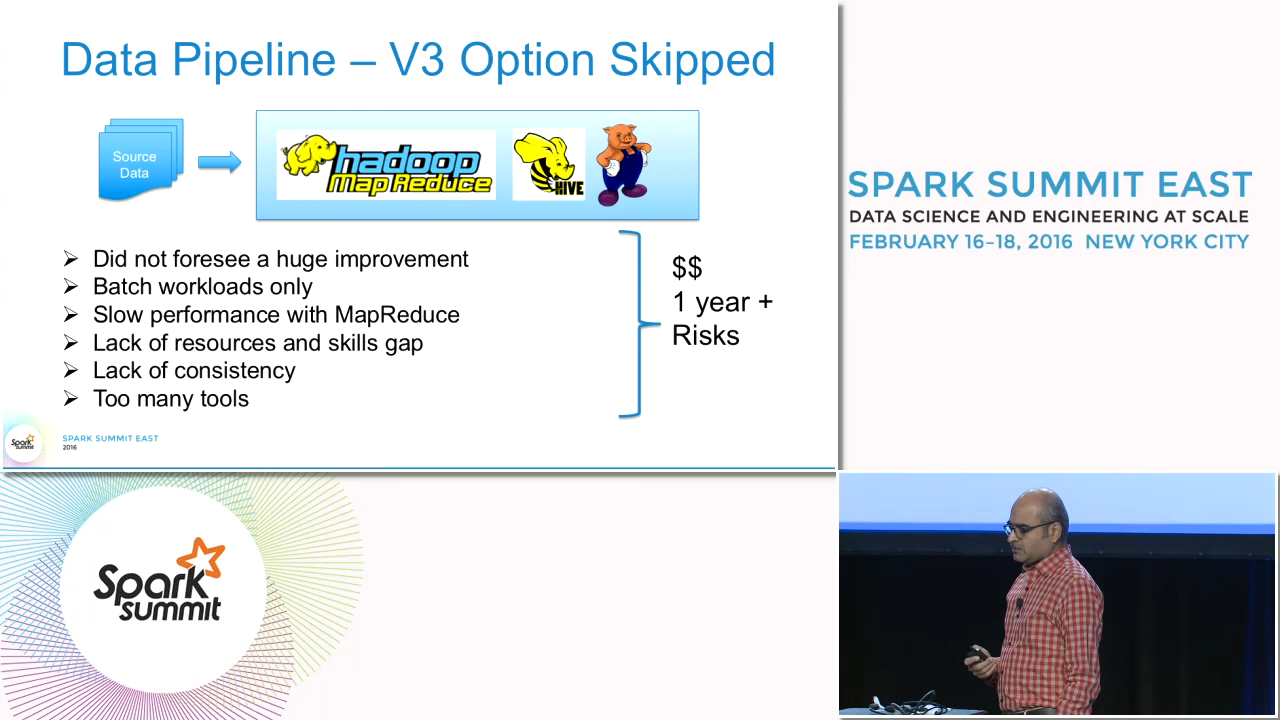 Data Pipeline – V3 Option Skipped
Source
Data
hadoop
MapReduce
HIVE
➢ Did not foresee a huge improvement
➢ Batch workloads only
➢ Slow performance with MapReduce
➢ Lack of resources and skills gap
➢ Lack of consistency
➢ Too many tools
$$
1 year +
Risks
Spark
summit
SPARK SUMMIT EAST
2016
SPARK SUMMIT EAST
DATA SCIENCE AND ENGINEERING AT SCALE
FEBRUARY 16–18, 2016 NEW YORK CITY
Spark
summit